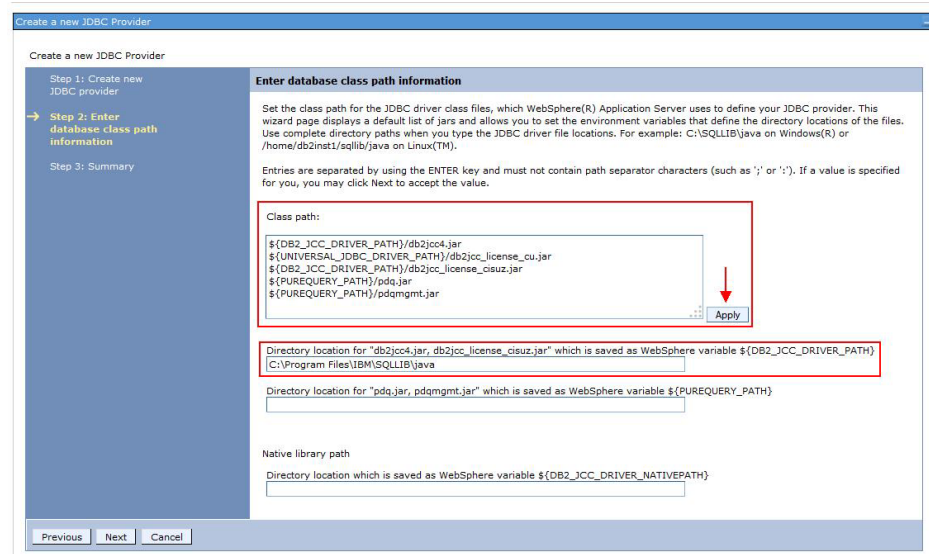 Create a new JDBC Provider
Create a new JDBC Provider
Step 1: Create new
JDBC provider
Step 2: Enter
database class path
information
Step 3: Summary
Enter database class path information
Set the class path for the JDBC driver class files, which WebSphere(R) Application Server uses to define your JDBC provider. This
wizard page displays a default list of jars and allows you to set the environment variables that define the directory locations of the files.
Use complete directory paths when you type the JDBC driver file locations. For example: C:\SQLLIB\java on Windows(R) or
/home/db2inst1/sqllib/java on Linux(TM).
Entries are separated by using the ENTER key and must not contain path separator characters (such as ';' or ':'). If a value is specified
for you, you may click Next to accept the value.
Class path:
${DB2_JCC_DRIVER_PATH}/db2jcc4.jar
${UNIVERSAL_JDBC_DRIVER_PATH}/db2jcc_license_cu.jar
${DB2_JCC_DRIVER_PATH}/db2jcc_license_cisuz.jar
${PUREQUERY_PATH}/pdq.jar
${PUREQUERY_PATH}/pdqmgmt.jar
Apply
Directory location for "db2jcc4.jar, db2jcc_license_cisuz.jar" which is saved as WebSphere variable ${DB2_JCC_DRIVER_PATH}
C:\Program Files\IBM\SQLLIB\java
Directory location for "pdq.jar, pdqmgmt.jar" which is saved as WebSphere variable ${PUREQUERY_PATH}
Native library path
Directory location which is saved as WebSphere variable ${DB2_JCC_DRIVER_NATIVEPATH}
Previous Next Cancel